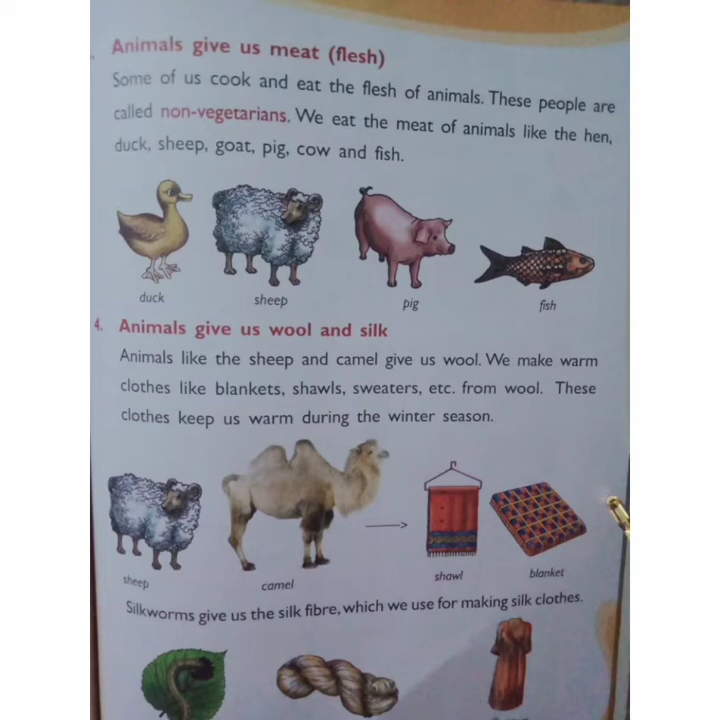 Animals give us meat (flesh)
Some of us cook and eat the flesh of animals. These people are
called non-vegetarians. We eat the meat of animals like the hen,
duck, sheep, goat, pig, cow and fish.
duck sheep pig fish
4. Animals give us wool and silk
Animals like the sheep and camel give us wool. We make warm
clothes like blankets, shawls, sweaters, etc. from wool. These
clothes keep us warm during the winter season.
sheep camel shawl blanket
Silkworms give us the silk fibre, which we use for making silk clothes.